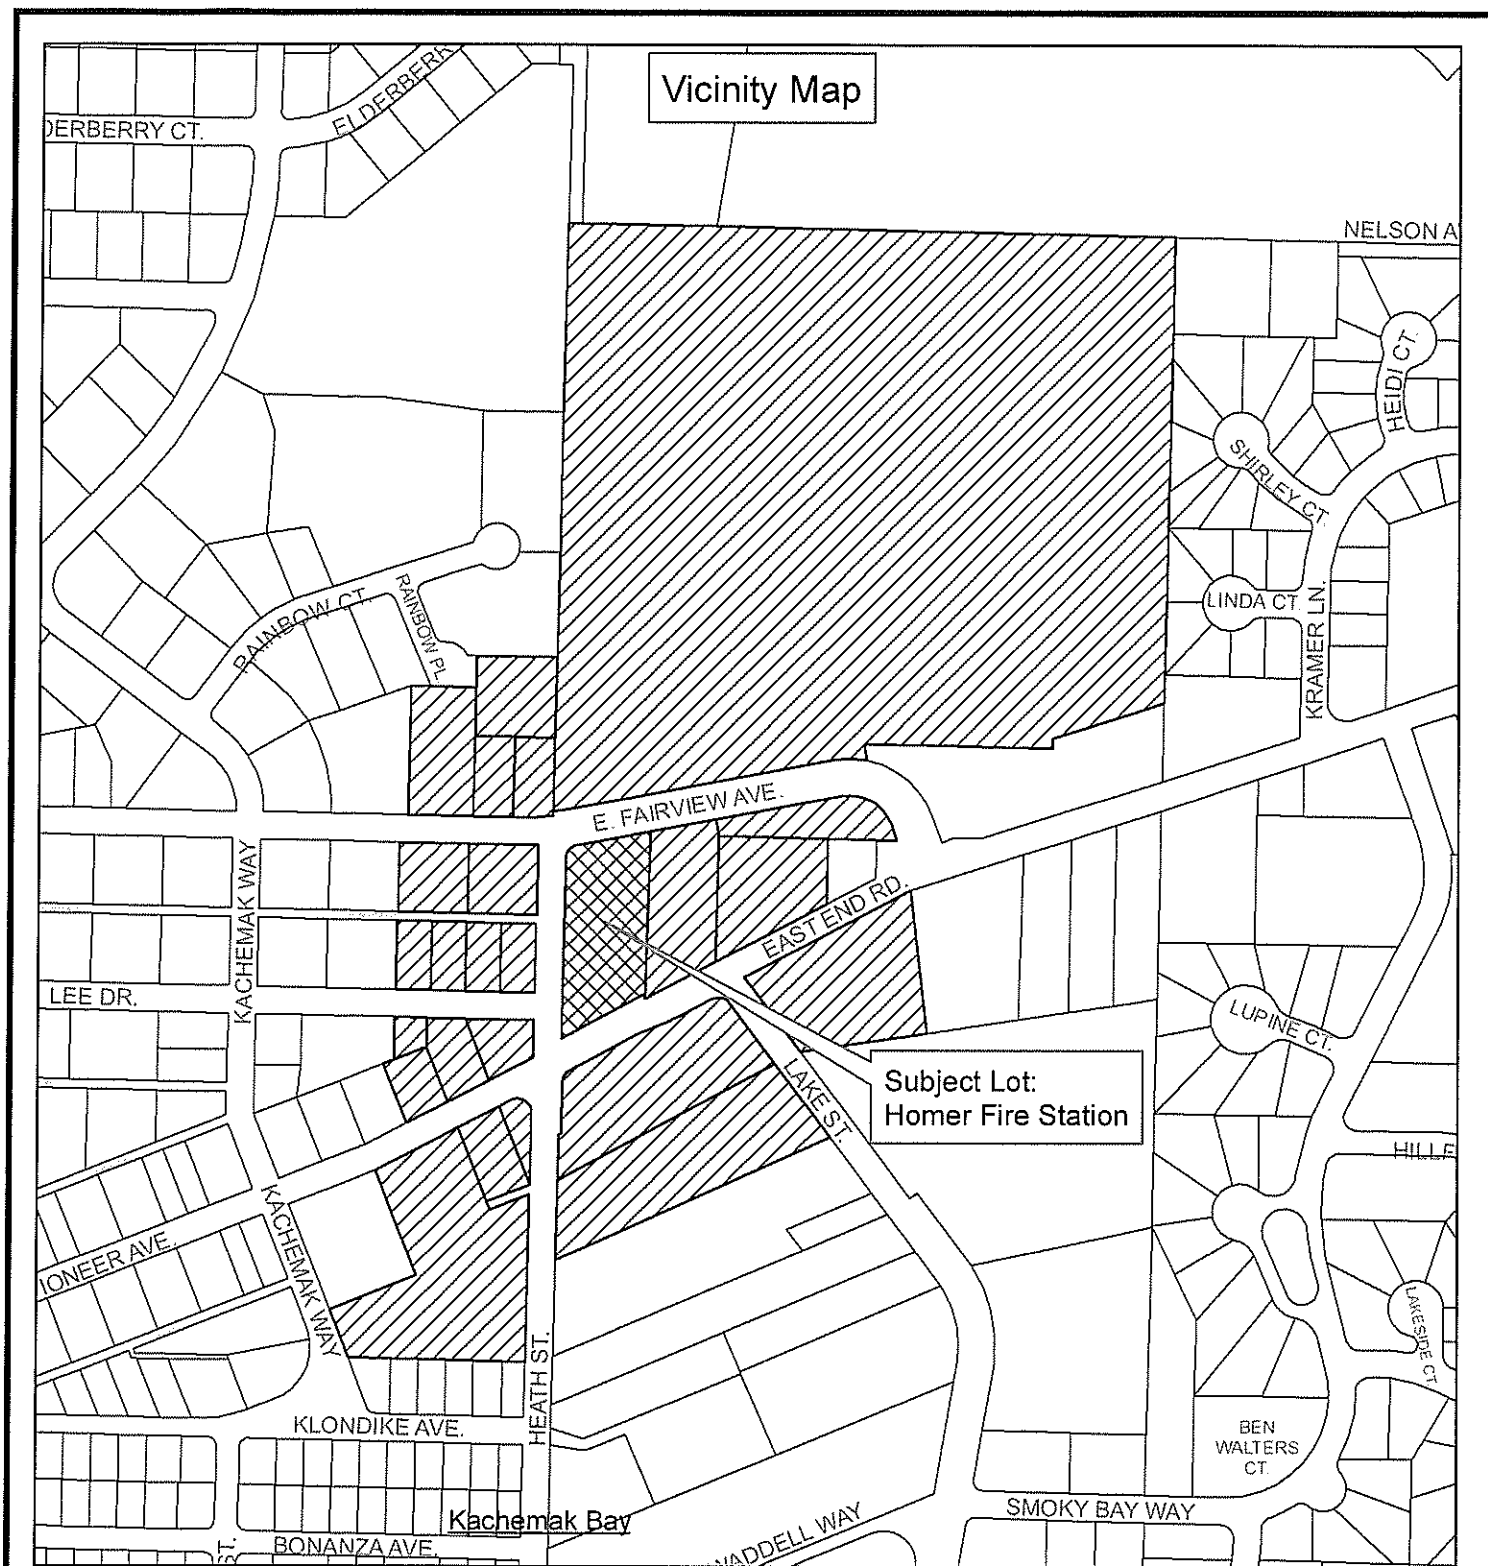 Vicinity Map
ELDERBERR
DERBERRY CT.
NELSON A
HEIDI CT.
SHIRLEY CT.
RAINBOW CT.
RAINBOW PL.
LINDA CT.
KRAMER LN.
E. FAIRVIEW AVE.
KACHEMAK WAY
EAST END RD.
LEE DR.
LUPINE CT.
Subject Lot:
Homer Fire Station
LAKE ST.
HILLE
KACHEMAK WAY
IONEER AVE.
LAKESIDE CT
HEATH ST.
KLONDIKE AVE.
BEN
WALTERS
CT.
Kachemak Bay
SMOKY BAY WAY
WADDELL WAY
BONANZA AVE.
ST.